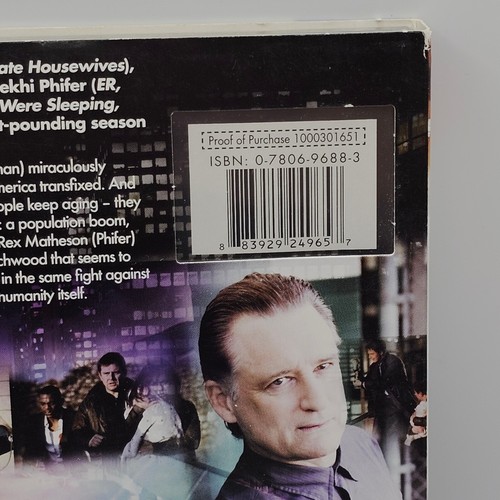 ate Housewives),
ekhi Phifer (ER,
Were Sleeping,
t-pounding season
nan) miraculously
merica transfixed. And
ople keep aging – they
: a population boom,
Rex Matheson (Phifer)
chwood that seems to
in the same fight against
humanity itself.
Proof of Purchase 1000301651
ISBN: 0-7806-9688-3
8 83929 24965 7